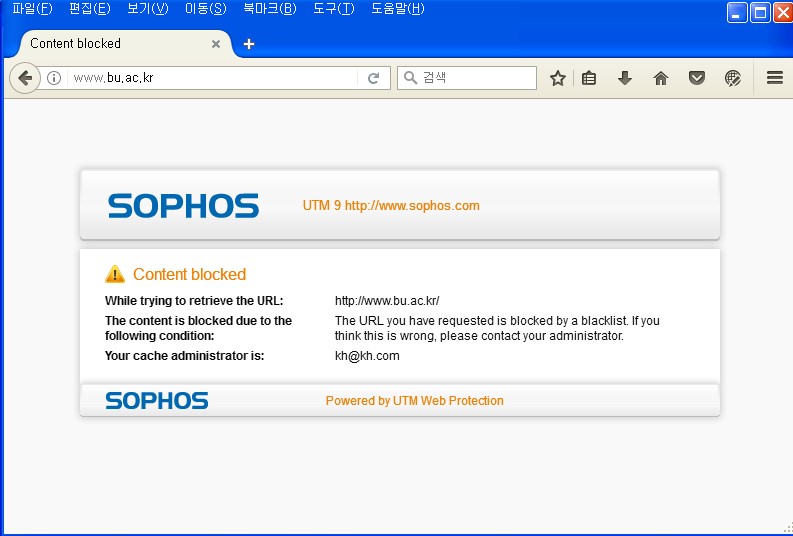 파일(F) 편집(E) 보기(V) 이동(S) 북마크(B) 도구(T) 도움말(H)
Content blocked
www.bu.ac.kr
검색
SOPHOS UTM 9 http://www.sophos.com
Content blocked
While trying to retrieve the URL: http://www.bu.ac.kr/
The content is blocked due to the The URL you have requested is blocked by a blacklist. If you
following condition: think this is wrong, please contact your administrator.
Your cache administrator is: kh@kh.com
SOPHOS Powered by UTM Web Protection